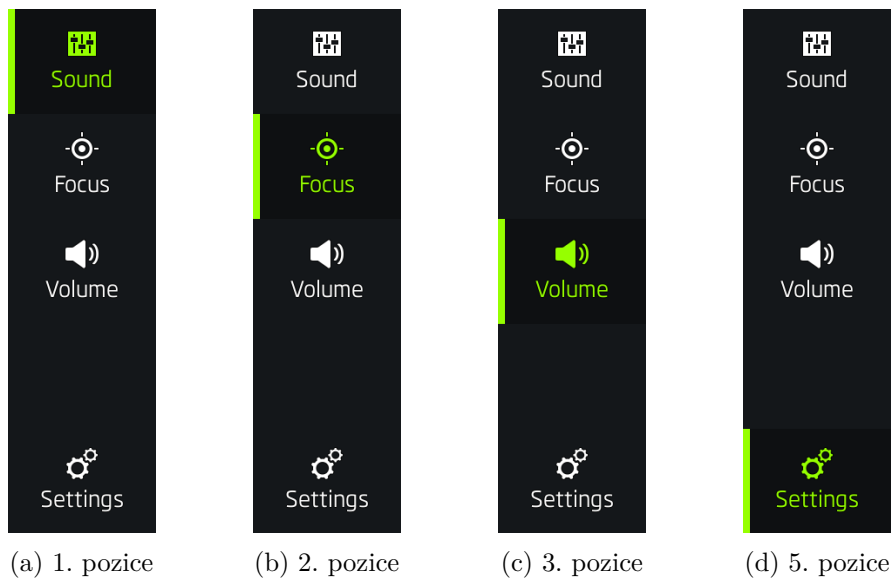 Sound
Focus
Volume
Settings
(a) 1. pozice
Sound
Focus
Volume
Settings
(b) 2. pozice
Sound
Focus
Volume
Settings
(c) 3. pozice
Sound
Focus
Volume
Settings
(d) 5. pozice